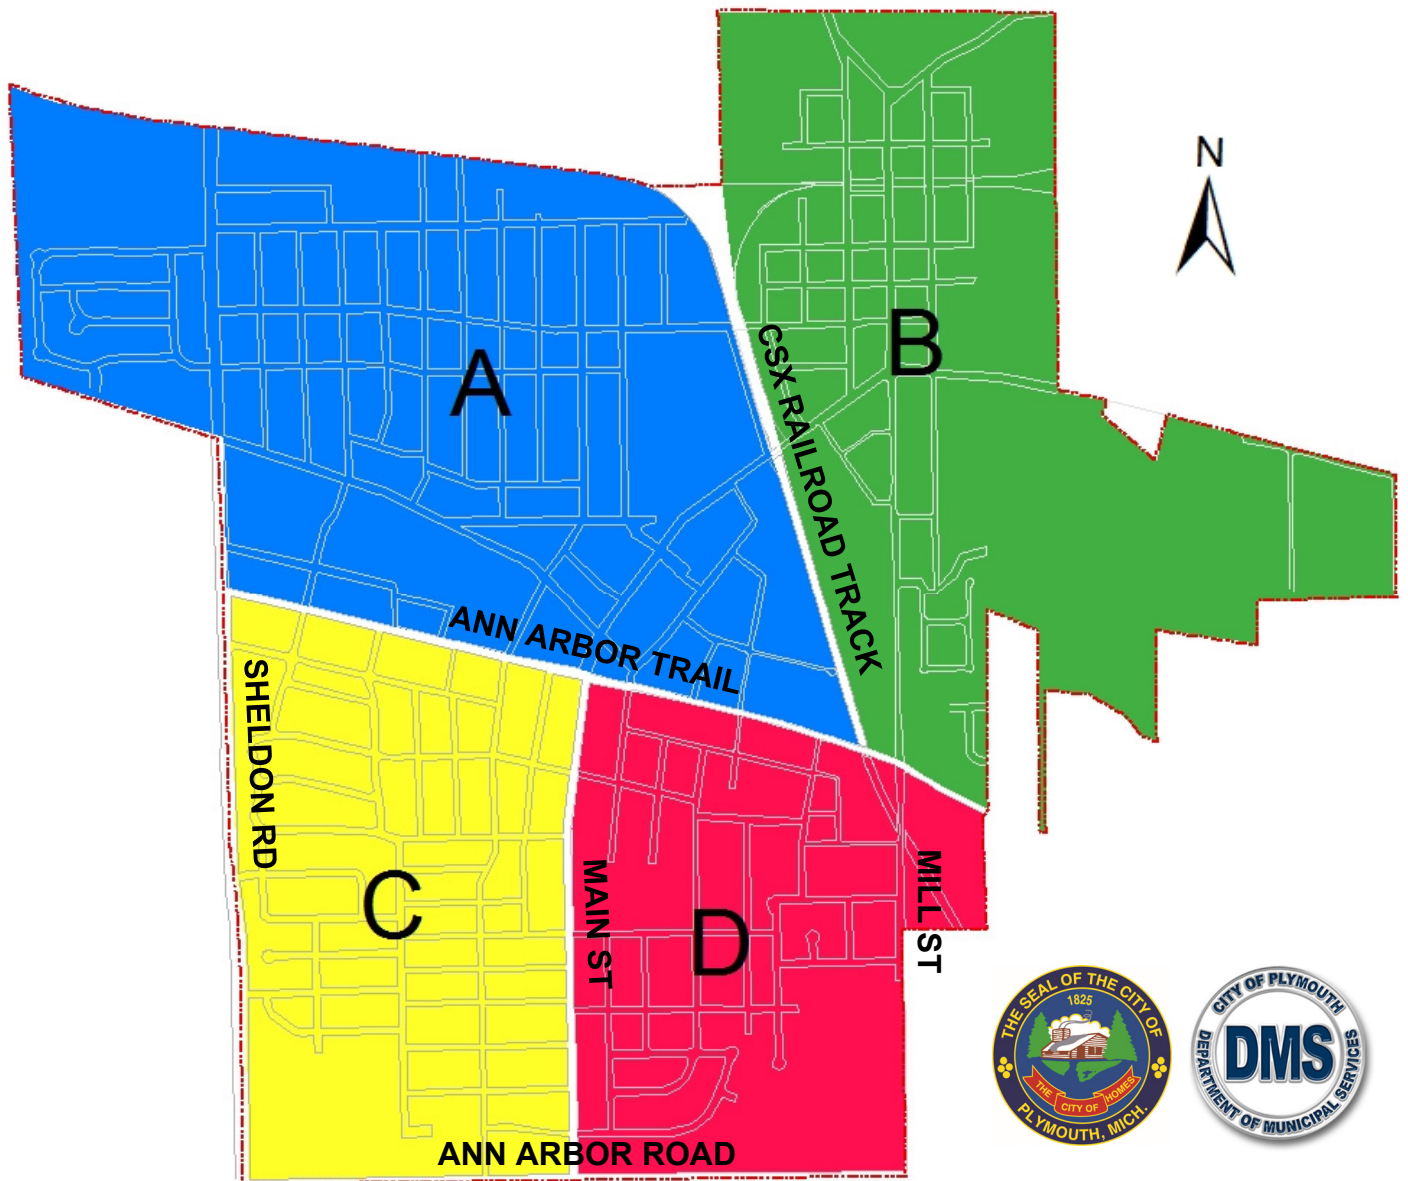 N
A
B
CSX RAILROAD TRACK
ANN ARBOR TRAIL
SHELDON RD
C
MAIN ST
D
MILL ST
ANN ARBOR ROAD
THE SEAL OF THE CITY OF
1825
THE
CITY OF
HOMES
PLYMOUTH, MICH.
CITY OF PLYMOUTH
DMS
DEPARTMENT OF MUNICIPAL SERVICES